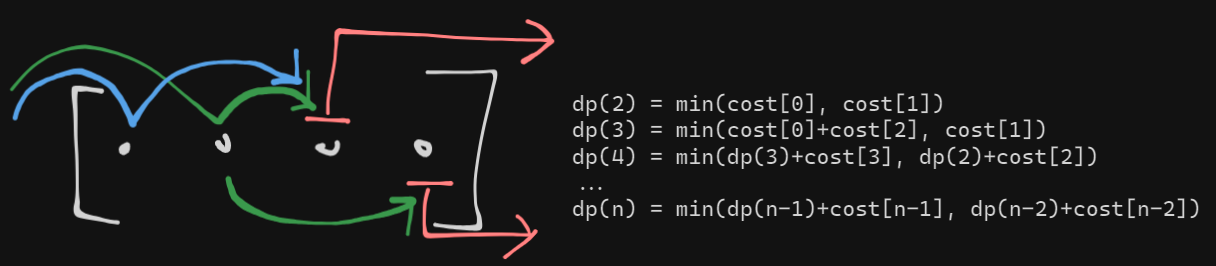 dp(2) = min(cost[0], cost[1])
dp(3) = min(cost[0]+cost[2], cost[1])
dp(4) = min(dp(3)+cost[3], dp(2)+cost[2])
...
dp(n) = min(dp(n-1)+cost[n-1], dp(n-2)+cost[n-2])